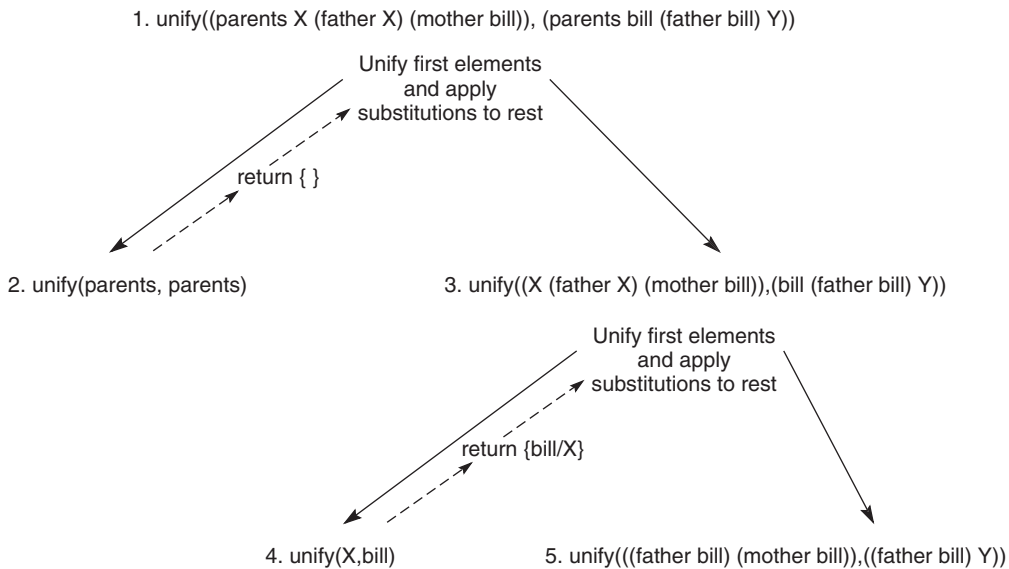 1. unify((parents X (father X) (mother bill)), (parents bill (father bill) Y))
Unify first elements
and apply
substitutions to rest
return { }
2. unify(parents, parents)
3. unify((X (father X) (mother bill)),(bill (father bill) Y))
Unify first elements
and apply
substitutions to rest
return {bill/X}
4. unify(X,bill)
5. unify(((father bill) (mother bill)),((father bill) Y))